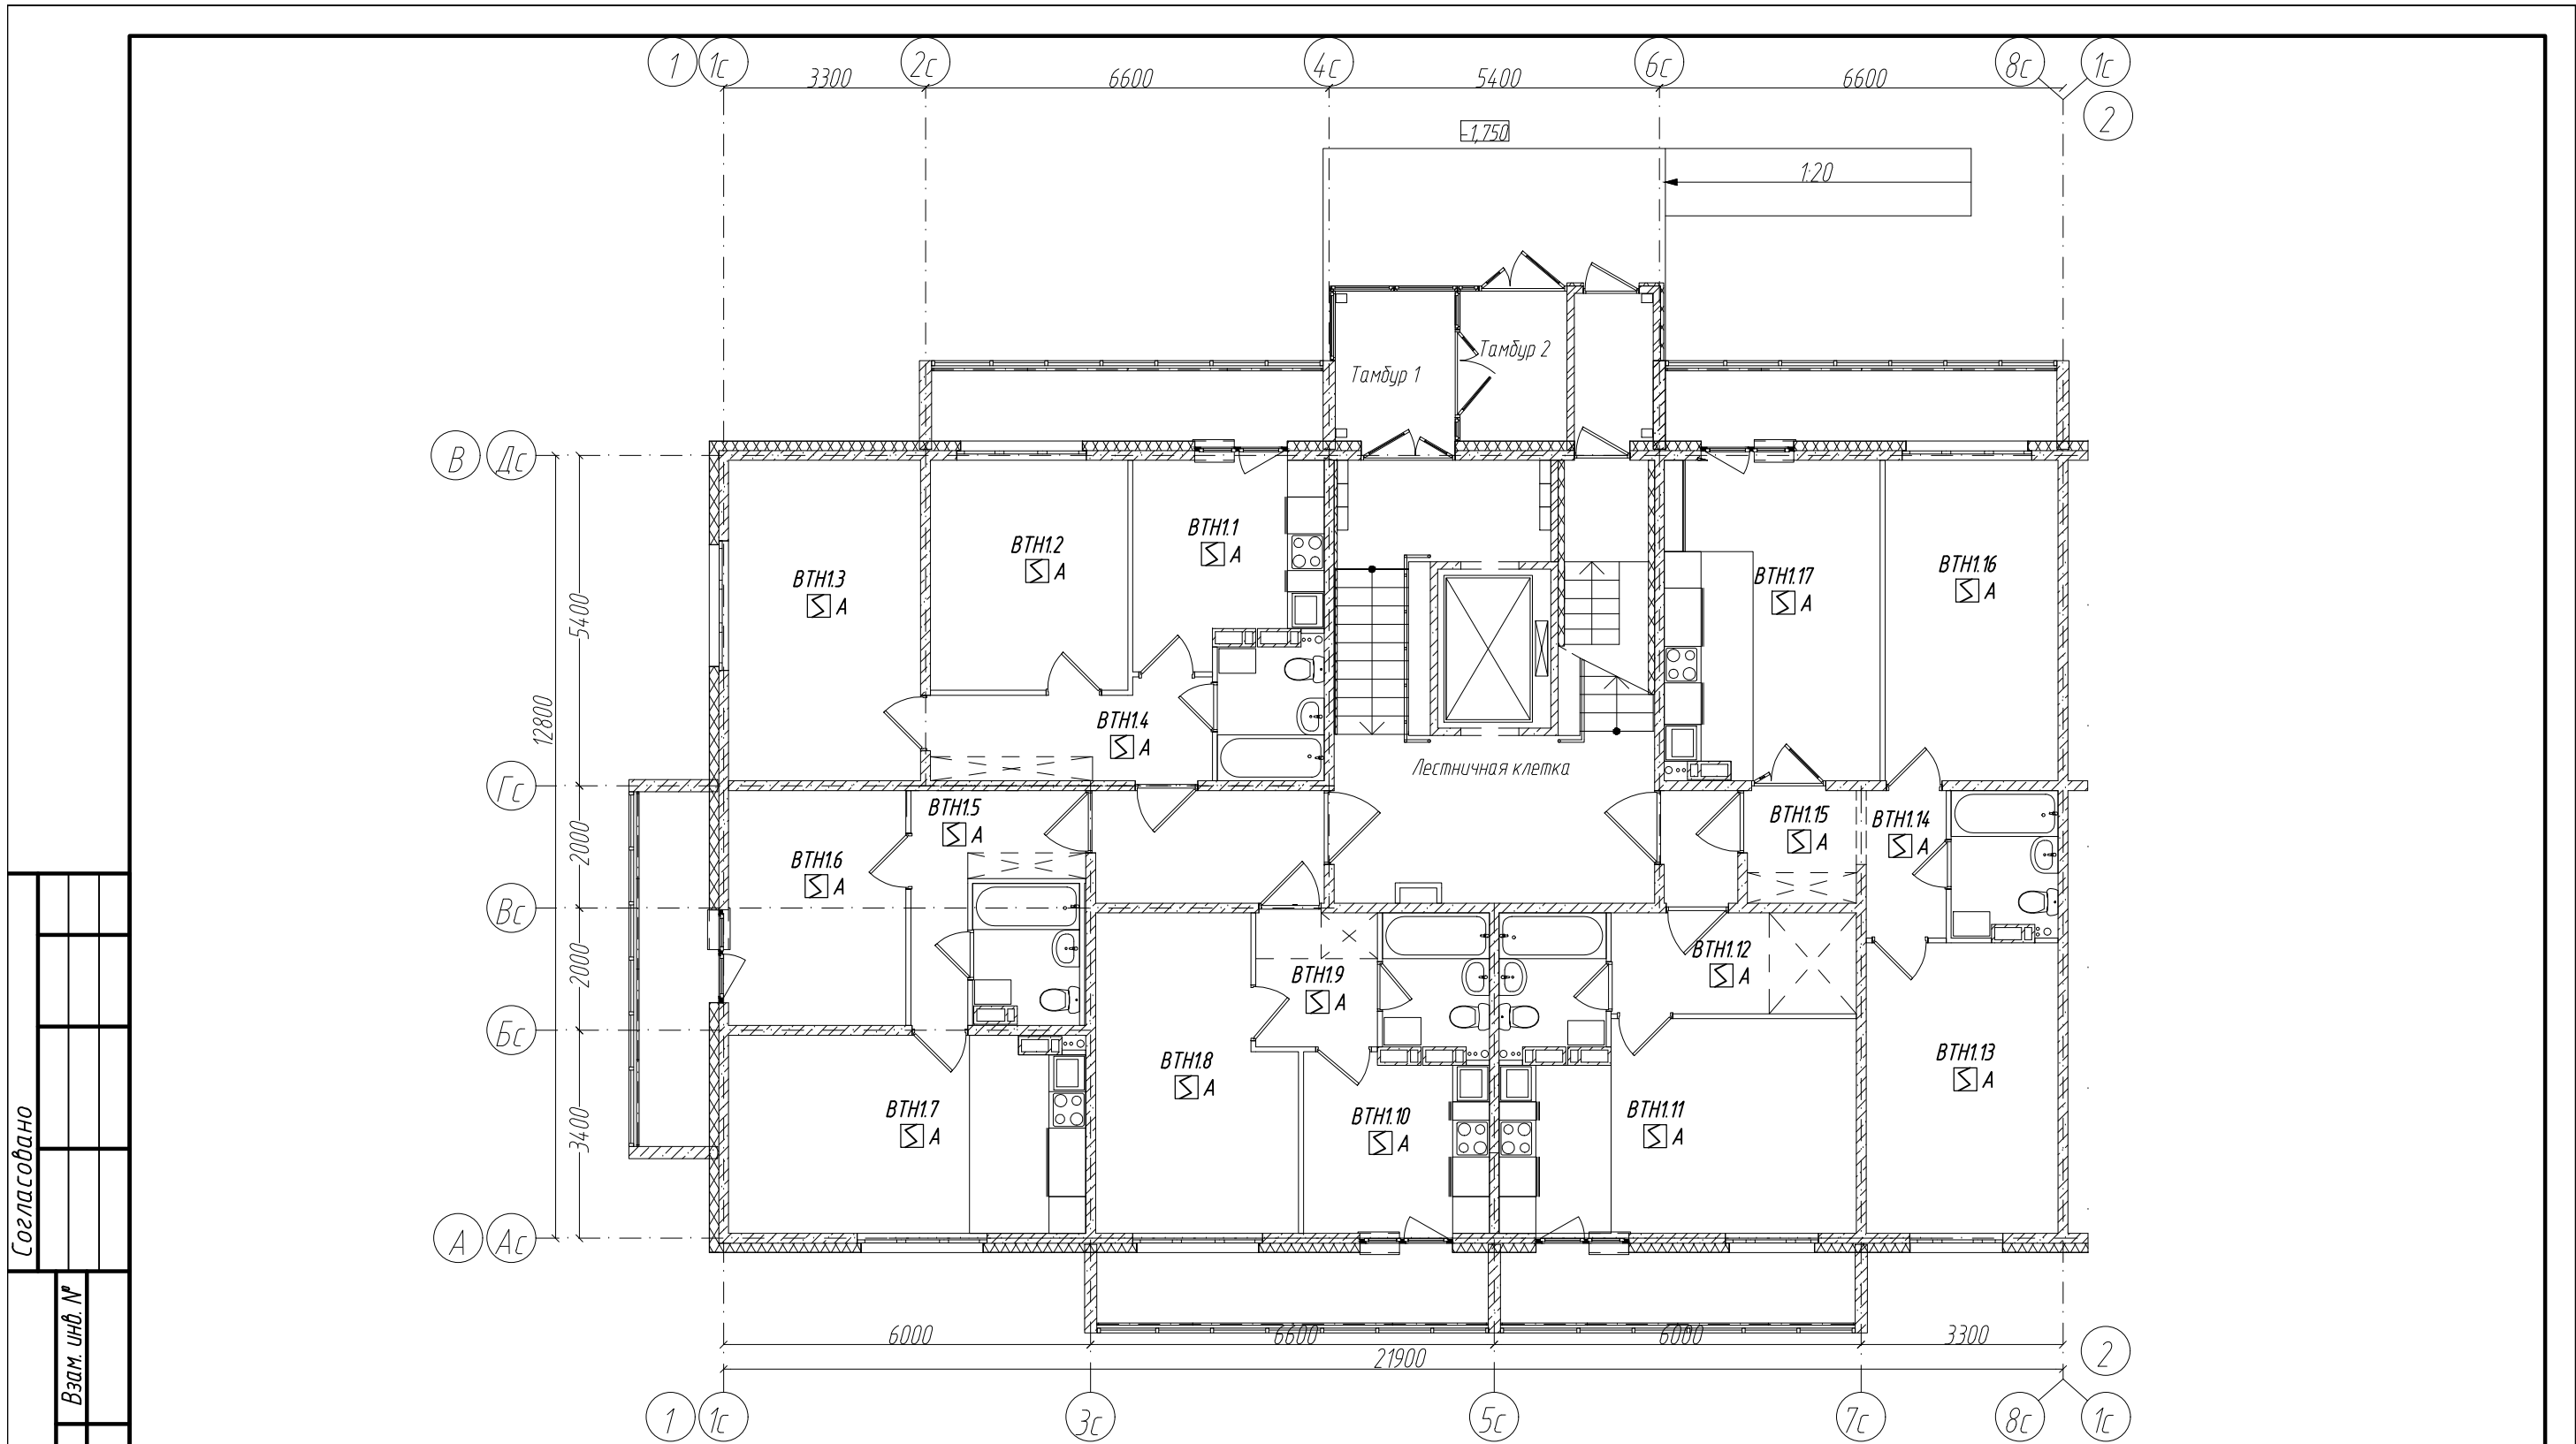 1 1с 2с 4с 6с 8с 1с
2
3300 6600 5400 6600
-1,750
1:20
Тамбур 2
Тамбур 1
В Дс
ВТН1.1
А
ВТН1.2
А
ВТН1.3
А
ВТН1.16
А
ВТН1.17
А
5400
12800
ВТН1.4
А
Лестничная клетка
Гс
ВТН1.5
А
ВТН1.15
А
ВТН1.14
А
2000
ВТН1.6
А
Вс
2000
ВТН1.9
А
ВТН1.12
А
Бс
ВТН1.8
А
ВТН1.13
А
3400
ВТН1.7
А
ВТН1.10
А
ВТН1.11
А
А Ас
6000 6600 6000 3300
21900
2
1 1с 3с 5с 7с 8с 1с
Согласовано
Взам. инв. №